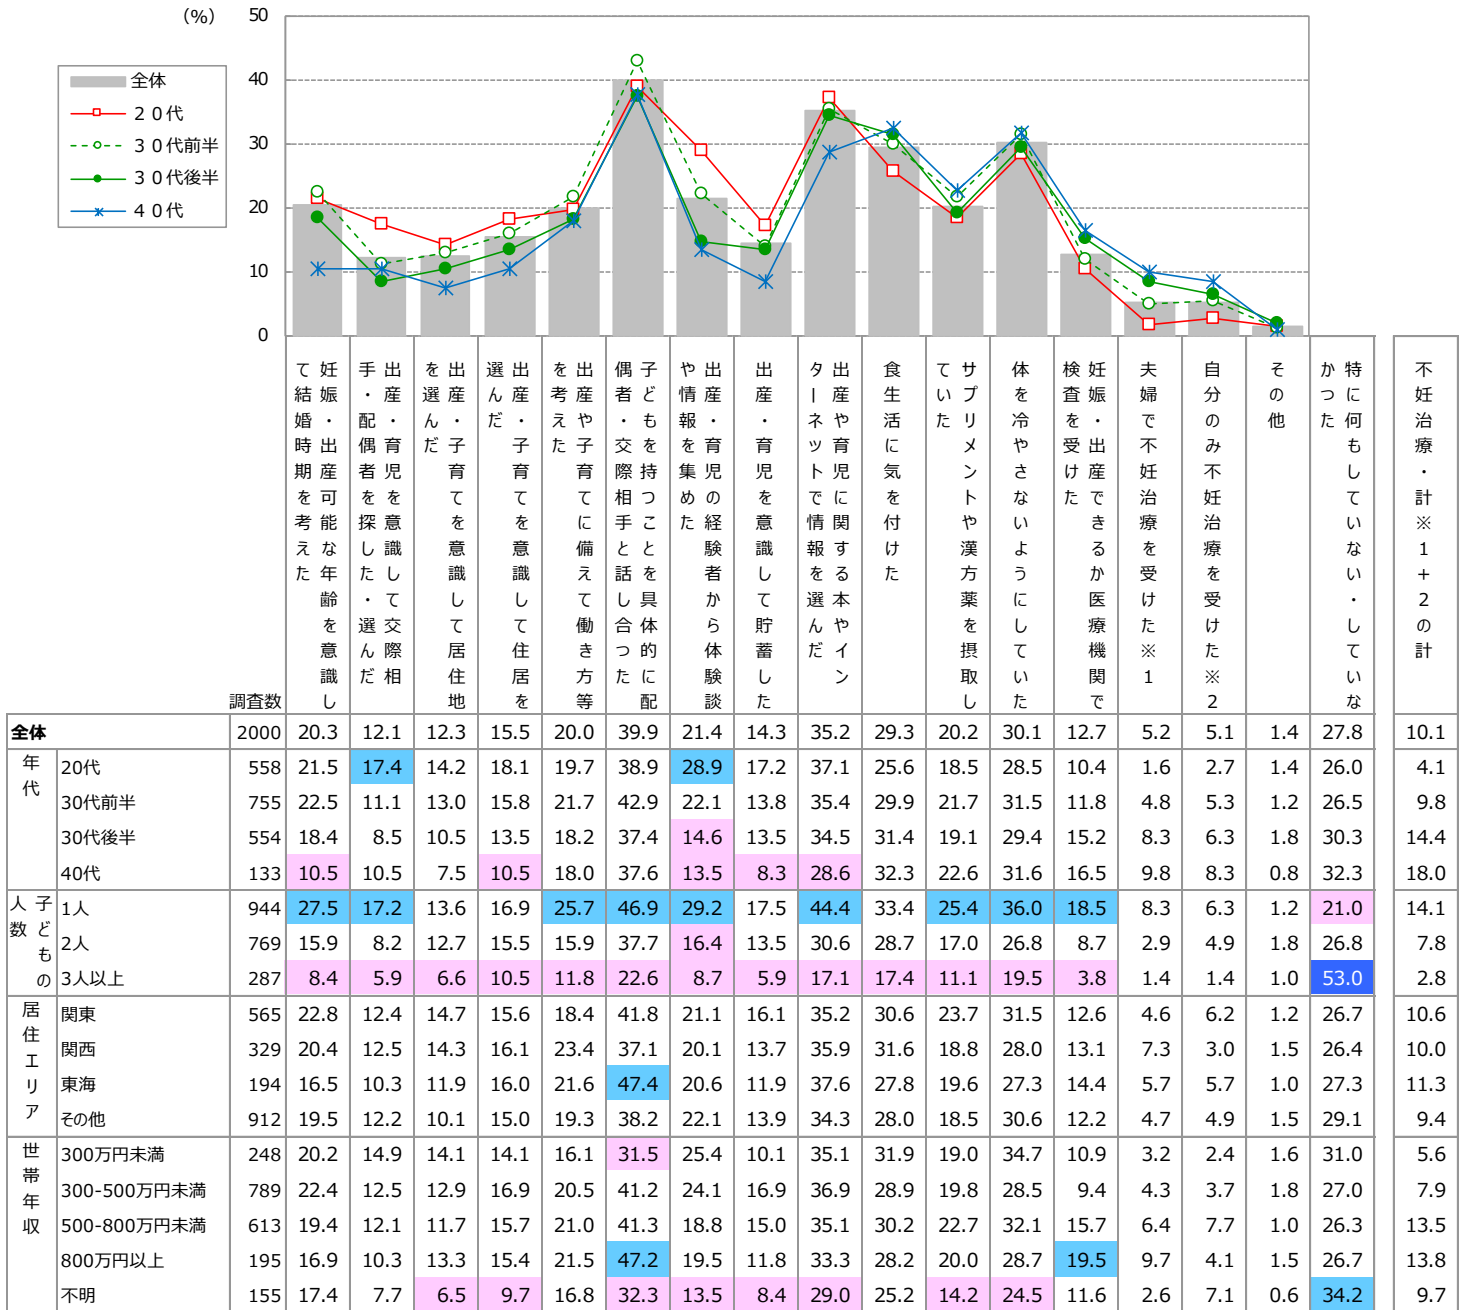 (%)
50
40
30
20
10
0
全体
２０代
３０代前半
３０代後半
４０代
妊娠・出産可能な年齢を意識し
て結婚時期を考えた
出産・育児を意識して交際相
手・配偶者を探した・選んだ
出産・子育てを意識して居住地
を選んだ
出産・子育てを意識して住居を
選んだ
出産や子育てに備えて働き方等
を考えた
子どもを持つことを具体的に配
偶者・交際相手と話し合つた
出産・育児の経験者から体験談
や情報を集めた
出産・育児を意識して貯蓄した
出産や育児に関する本やイン
ターネットで情報を選んだ
食生活に気を付けた
サプリメントや漢方薬を摂取し
ていた
体を冷やさないようにしていた
妊娠・出産できるか医療機関で
検査を受けた
夫婦で不妊治療を受けた※1
自分のみ不妊治療を受けた※2
その他
特に何もしていない・していな
かつた
不妊治療・計※1+2の計
調査数
全体 2000 20.3 12.1 12.3 15.5 20.0 39.9 21.4 14.3 35.2 29.3 20.2 30.1 12.7 5.2 5.1 1.4 27.8 10.1
年代
20代 558 21.5 17.4 14.2 18.1 19.7 38.9 28.9 17.2 37.1 25.6 18.5 28.5 10.4 1.6 2.7 1.4 26.0 4.1
30代前半 755 22.5 11.1 13.0 15.8 21.7 42.9 22.1 13.8 35.4 29.9 21.7 31.5 11.8 4.8 5.3 1.2 26.5 9.8
30代後半 554 18.4 8.5 10.5 13.5 18.2 37.4 14.6 13.5 34.5 31.4 19.1 29.4 15.2 8.3 6.3 1.8 30.3 14.4
40代 133 10.5 10.5 7.5 10.5 18.0 37.6 13.5 8.3 28.6 32.3 22.6 31.6 16.5 9.8 8.3 0.8 32.3 18.0
子どもの
人数
1人 944 27.5 17.2 13.6 16.9 25.7 46.9 29.2 17.5 44.4 33.4 25.4 36.0 18.5 8.3 6.3 1.2 21.0 14.1
2人 769 15.9 8.2 12.7 15.5 15.9 37.7 16.4 13.5 30.6 28.7 17.0 26.8 8.7 2.9 4.9 1.8 26.8 7.8
3人以上 287 8.4 5.9 6.6 10.5 11.8 22.6 8.7 5.9 17.1 17.4 11.1 19.5 3.8 1.4 1.4 1.0 53.0 2.8
居住エリア
関東 565 22.8 12.4 14.7 15.6 18.4 41.8 21.1 16.1 35.2 30.6 23.7 31.5 12.6 4.6 6.2 1.2 26.7 10.6
関西 329 20.4 12.5 14.3 16.1 23.4 37.1 20.1 13.7 35.9 31.6 18.8 28.0 13.1 7.3 3.0 1.5 26.4 10.0
東海 194 16.5 10.3 11.9 16.0 21.6 47.4 20.6 11.9 37.6 27.8 19.6 27.3 14.4 5.7 5.7 1.0 27.3 11.3
その他 912 19.5 12.2 10.1 15.0 19.3 38.2 22.1 13.9 34.3 28.0 18.5 30.6 12.2 4.7 4.9 1.5 29.1 9.4
世帯年収
300万円未満 248 20.2 14.9 14.1 14.1 16.1 31.5 25.4 10.1 35.1 31.9 19.0 34.7 10.9 3.2 2.4 1.6 31.0 5.6
300-500万円未満 789 22.4 12.5 12.9 16.9 20.5 41.2 24.1 16.9 36.9 28.9 19.8 28.5 9.4 4.3 3.7 1.8 27.0 7.9
500-800万円未満 613 19.4 12.1 11.7 15.7 21.0 41.3 18.8 15.0 35.1 30.2 22.7 32.1 15.7 6.4 7.7 1.0 26.3 13.5
800万円以上 195 16.9 10.3 13.3 15.4 21.5 47.2 19.5 11.8 33.3 28.2 20.0 28.7 19.5 9.7 4.1 1.5 26.7 13.8
不明 155 17.4 7.7 6.5 9.7 16.8 32.3 13.5 8.4 29.0 25.2 14.2 24.5 11.6 2.6 7.1 0.6 34.2 9.7